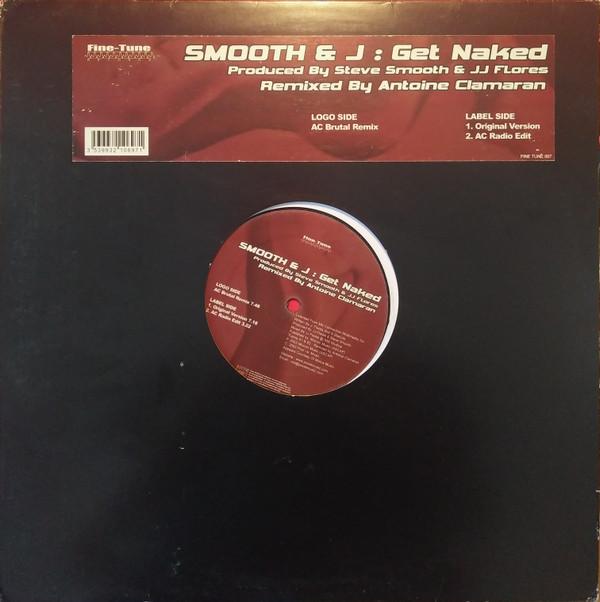 Fine-Tune
SMOOTH & J : Get Naked
Produced By Steve Smooth & JJ Flores
Remixed By Antoine Clamaran
LOGO SIDE
AC Brutal Remix
LABEL SIDE
1. Original Version
2. AC Radio Edit
FINE TUNE 007
Fine-Tune
SMOOTH & J : Get Naked
Produced By Steve Smooth & JJ Flores
Remixed By Antoine Clamaran
LOGO SIDE
AC Brutal Remix 7.46
LABEL SIDE
1. Original Version 7.16
2. AC Radio Edit 3.02